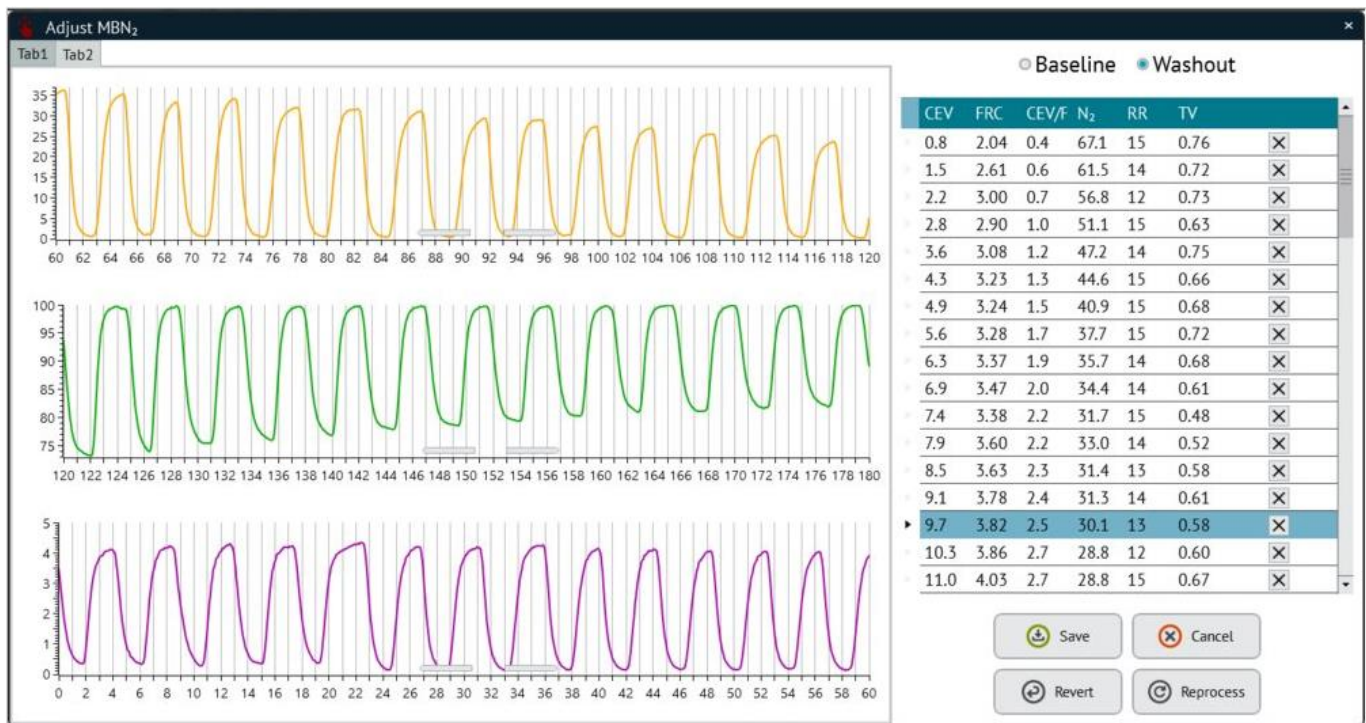 Adjust MBN₂ ×
Tab1 Tab2
Baseline Washout
35
30
25
20
15
10
5
0
60 62 64 66 68 70 72 74 76 78 80 82 84 86 88 90 92 94 96 98 100 102 104 106 108 110 112 114 116 118 120
100
95
90
85
80
75
120 122 124 126 128 130 132 134 136 138 140 142 144 146 148 150 152 154 156 158 160 162 164 166 168 170 172 174 176 178 180
5
4
3
2
1
0
0 2 4 6 8 10 12 14 16 18 20 22 24 26 28 30 32 34 36 38 40 42 44 46 48 50 52 54 56 58 60
CEV FRC CEV/F N₂ RR TV
0.8 2.04 0.4 67.1 15 0.76
1.5 2.61 0.6 61.5 14 0.72
2.2 3.00 0.7 56.8 12 0.73
2.8 2.90 1.0 51.1 15 0.63
3.6 3.08 1.2 47.2 14 0.75
4.3 3.23 1.3 44.6 15 0.66
4.9 3.24 1.5 40.9 15 0.68
5.6 3.28 1.7 37.7 15 0.72
6.3 3.37 1.9 35.7 14 0.68
6.9 3.47 2.0 34.4 14 0.61
7.4 3.38 2.2 31.7 15 0.48
7.9 3.60 2.2 33.0 14 0.52
8.5 3.63 2.3 31.4 13 0.58
9.1 3.78 2.4 31.3 14 0.61
9.7 3.82 2.5 30.1 13 0.58
10.3 3.86 2.7 28.8 12 0.60
11.0 4.03 2.7 28.8 15 0.67
Save Cancel
Revert Reprocess